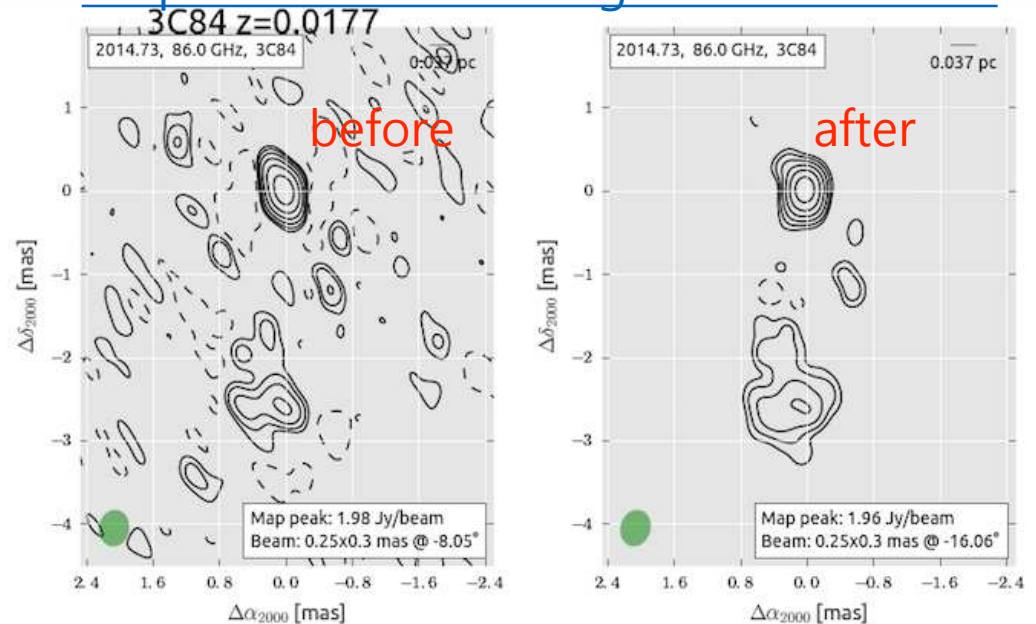 3C84 z=0.0177
2014.73, 86.0 GHz, 3C84
0.037 pc
before
1
0
−1
−2
−3
−4
Δδ2000 [mas]
Map peak: 1.98 Jy/beam
Beam: 0.25x0.3 mas @ -8.05°
2.4 1.6 0.8 0.0 −0.8 −1.6 −2.4
Δα2000 [mas]
2014.73, 86.0 GHz, 3C84
0.037 pc
after
1
0
−1
−2
−3
−4
Δδ2000 [mas]
Map peak: 1.96 Jy/beam
Beam: 0.25x0.3 mas @ -16.06°
2.4 1.6 0.8 0.0 −0.8 −1.6 −2.4
Δα2000 [mas]